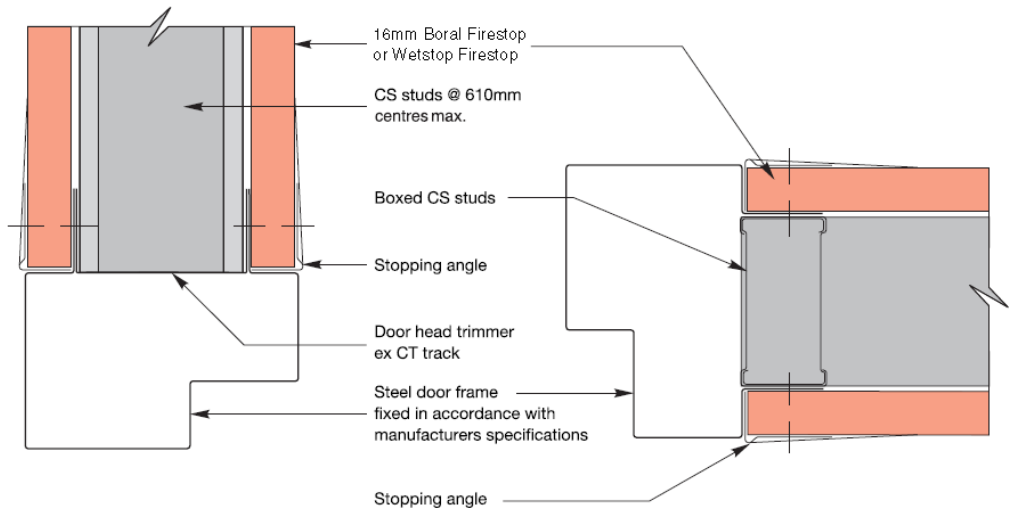 16mm Boral Firestop
or Wetstop Firestop
CS studs @ 610mm
centres max.
Boxed CS studs
Stopping angle
Door head trimmer
ex CT track
Steel door frame
fixed in accordance with
manufacturers specifications
Stopping angle